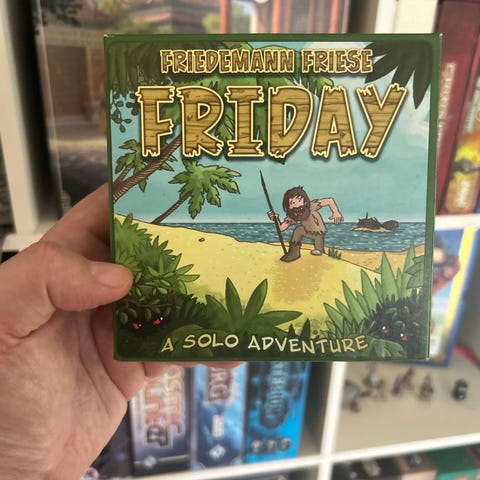 FRIEDEMANN FRIESE
FRIDAY
A SOLO ADVENTURE